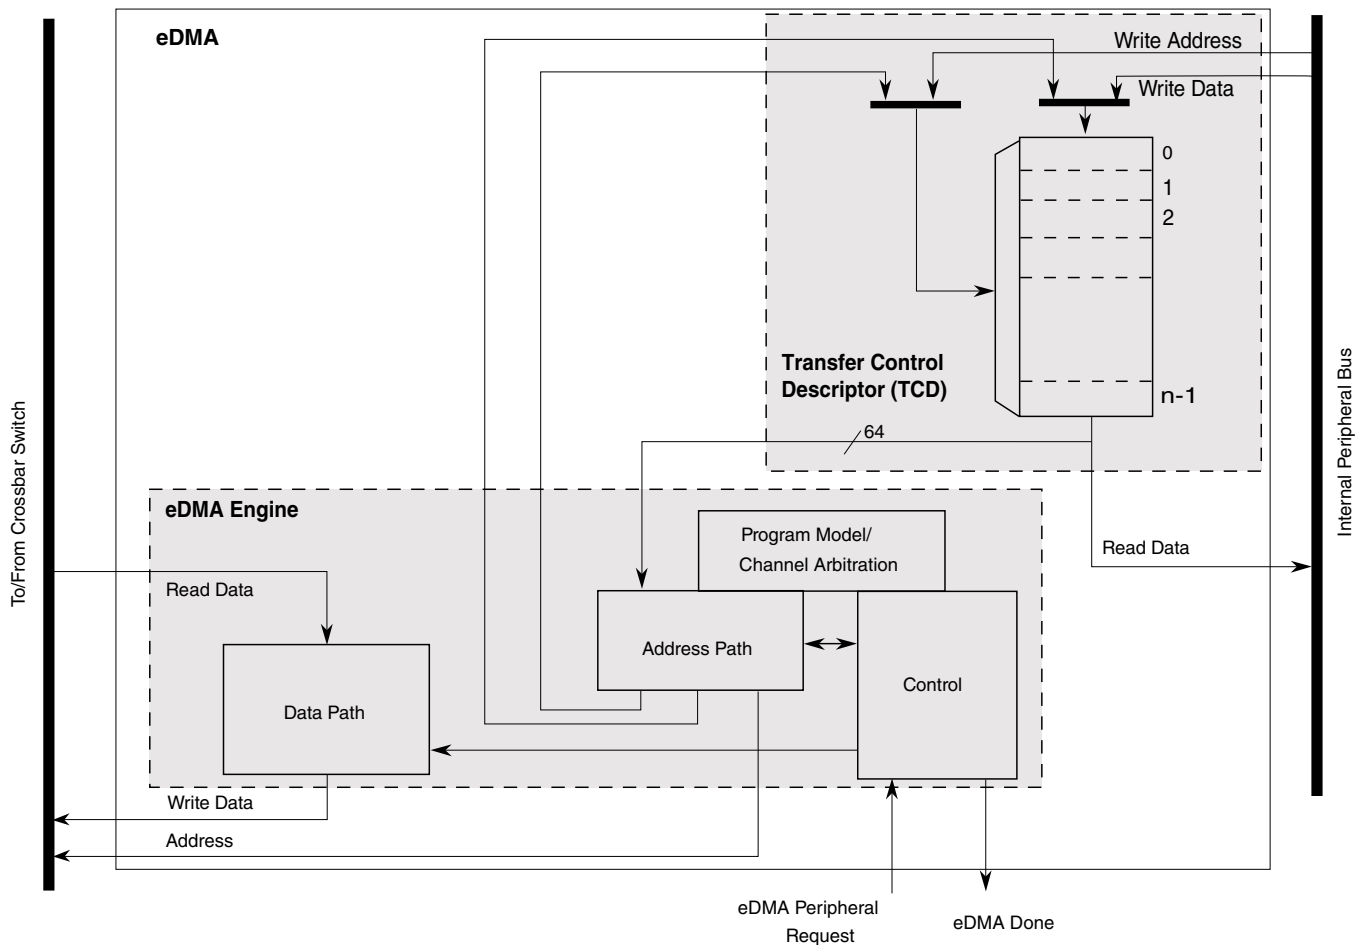 eDMA
Write Address
Write Data
0
1
2
n-1
Transfer Control
Descriptor (TCD)
64
To/From Crossbar Switch
Internal Peripheral Bus
eDMA Engine
Program Model/
Channel Arbitration
Read Data
Read Data
Address Path
Control
Data Path
Write Data
Address
eDMA Peripheral
Request
eDMA Done